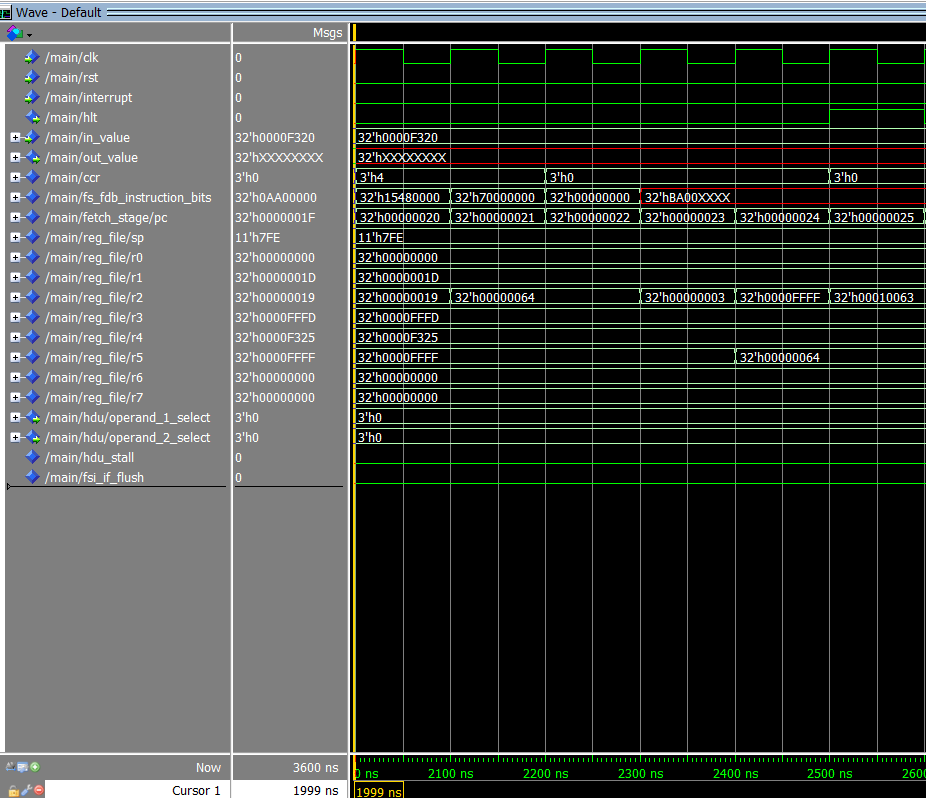 Wave - Default
Msgs
/main/clk 0
/main/rst 0
/main/interrupt 0
/main/hlt 0
/main/in_value 32'h0000F320 32'h0000F320
/main/out_value 32'hXXXXXXXX 32'hXXXXXXXX
/main/ccr 3'h0 3'h4 3'h0 3'h0
/main/fs_fdb_instruction_bits 32'h0AA00000 32'h15480000 32'h70000000 32'h00000000 32'hBA00XXXX
/main/fetch_stage/pc 32'h0000001F 32'h00000020 32'h00000021 32'h00000022 32'h00000023 32'h00000024 32'h00000025
/main/reg_file/sp 11'h7FE 11'h7FE
/main/reg_file/r0 32'h00000000 32'h00000000
/main/reg_file/r1 32'h0000001D 32'h0000001D
/main/reg_file/r2 32'h00000019 32'h00000019 32'h00000064 32'h00000003 32'h0000FFFF 32'h00010063
/main/reg_file/r3 32'h0000FFFD 32'h0000FFFD
/main/reg_file/r4 32'h0000F325 32'h0000F325
/main/reg_file/r5 32'h0000FFFF 32'h0000FFFF 32'h00000064
/main/reg_file/r6 32'h00000000 32'h00000000
/main/reg_file/r7 32'h00000000 32'h00000000
/main/hdu/operand_1_select 3'h0 3'h0
/main/hdu/operand_2_select 3'h0 3'h0
/main/hdu_stall 0
/main/fsi_if_flush 0
Now 3600 ns 0 ns 2100 ns 2200 ns 2300 ns 2400 ns 2500 ns 2600
Cursor 1 1999 ns 1999 ns